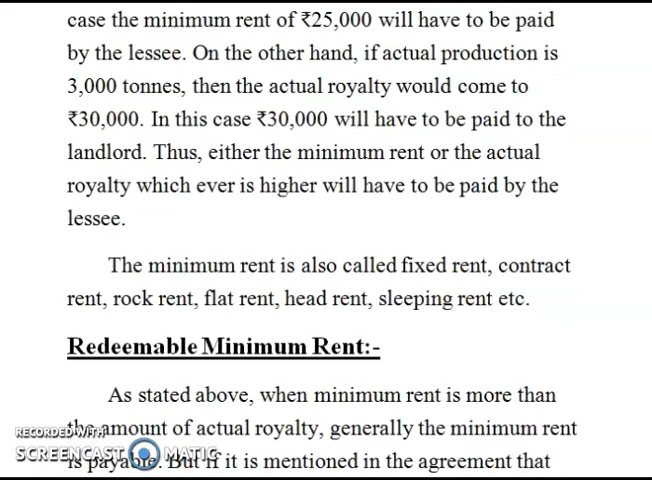 case the minimum rent of ₹25,000 will have to be paid
by the lessee. On the other hand, if actual production is
3,000 tonnes, then the actual royalty would come to
₹30,000. In this case ₹30,000 will have to be paid to the
landlord. Thus, either the minimum rent or the actual
royalty which ever is higher will have to be paid by the
lessee.
The minimum rent is also called fixed rent, contract
rent, rock rent, flat rent, head rent, sleeping rent etc.
Redeemable Minimum Rent:-
As stated above, when minimum rent is more than
the amount of actual royalty, generally the minimum rent
is payable. But if it is mentioned in the agreement that
RECORDED WITH
SCREENCAST MATIC